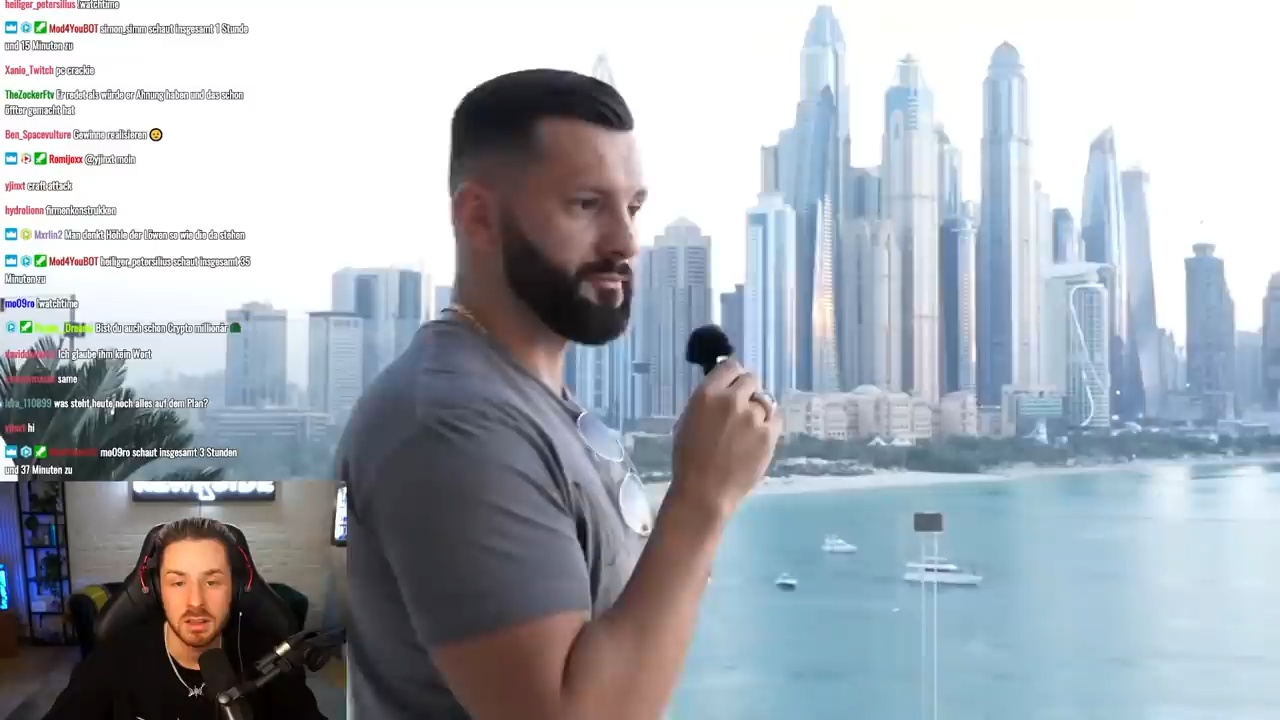 heiliger_petersilius !watchtime
Mod4YouBOT simon_simm schaut insgesamt 1 Stunde
und 15 Minuten zu
Xanio_Twitch pc crackie
TheZockerFtv Er redet als würde er Ahnung haben und das schon
öfter gemacht hat
Ben_Spacevulture Gewinne realisieren
Romijoxx @yjinxt moin
yjinxt craft attack
hydrolionn firmenkonstrukken
Mxrlin2 Man denkt Höhle der Löwen so wie die da stehen
Mod4YouBOT heiliger_petersilius schaut insgesamt 35
Minuten zu
mo09ro !watchtime
Bist du auch schon Crypto millionär
Ich glaube ihm kein Wort
same
was steht heute noch alles auf dem Plan?
yjinxt hi
mo09ro schaut insgesamt 3 Stunden
und 37 Minuten zu